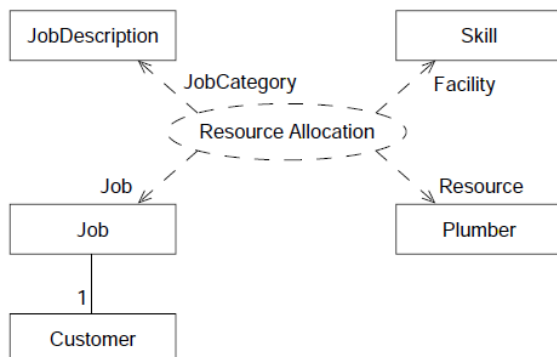 JobDescription
Skill
JobCategory
Facility
Resource Allocation
Job
Resource
Job
Plumber
1
Customer